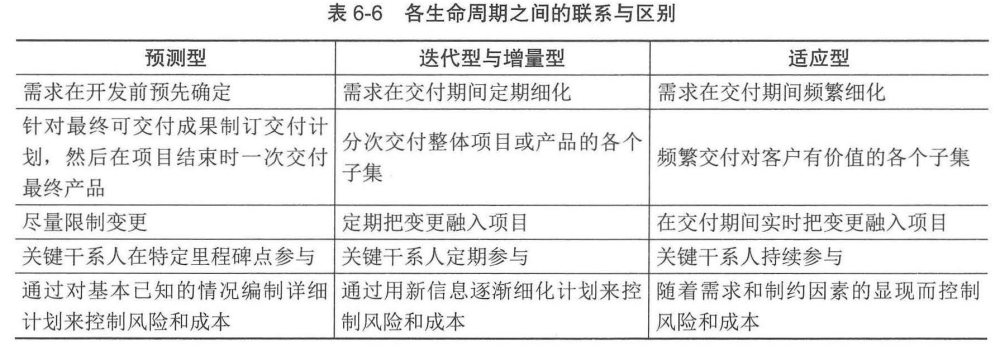 表 6-6 各生命周期之间的联系与区别
预测型 迭代型与增量型 适应型
需求在开发前预先确定 需求在交付期间定期细化 需求在交付期间频繁细化
针对最终可交付成果制订交付计
划，然后在项目结束时一次交付
最终产品
分次交付整体项目或产品的各个
子集
频繁交付对客户有价值的各个子集
尽量限制变更 定期把变更融入项目 在交付期间实时把变更融入项目
关键干系人在特定里程碑点参与 关键干系人定期参与 关键干系人持续参与
通过对基本已知的情况编制详细
计划来控制风险和成本
通过用新信息逐渐细化计划来控
制风险和成本
随着需求和制约因素的显现而控制
风险和成本